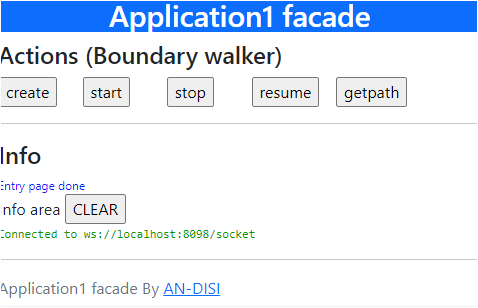 Application1 facade
Actions (Boundary walker)
create start stop resume getpath
Info
Entry page done
Info area CLEAR
Connected to ws://localhost:8098/socket
Application1 facade By AN-DISI